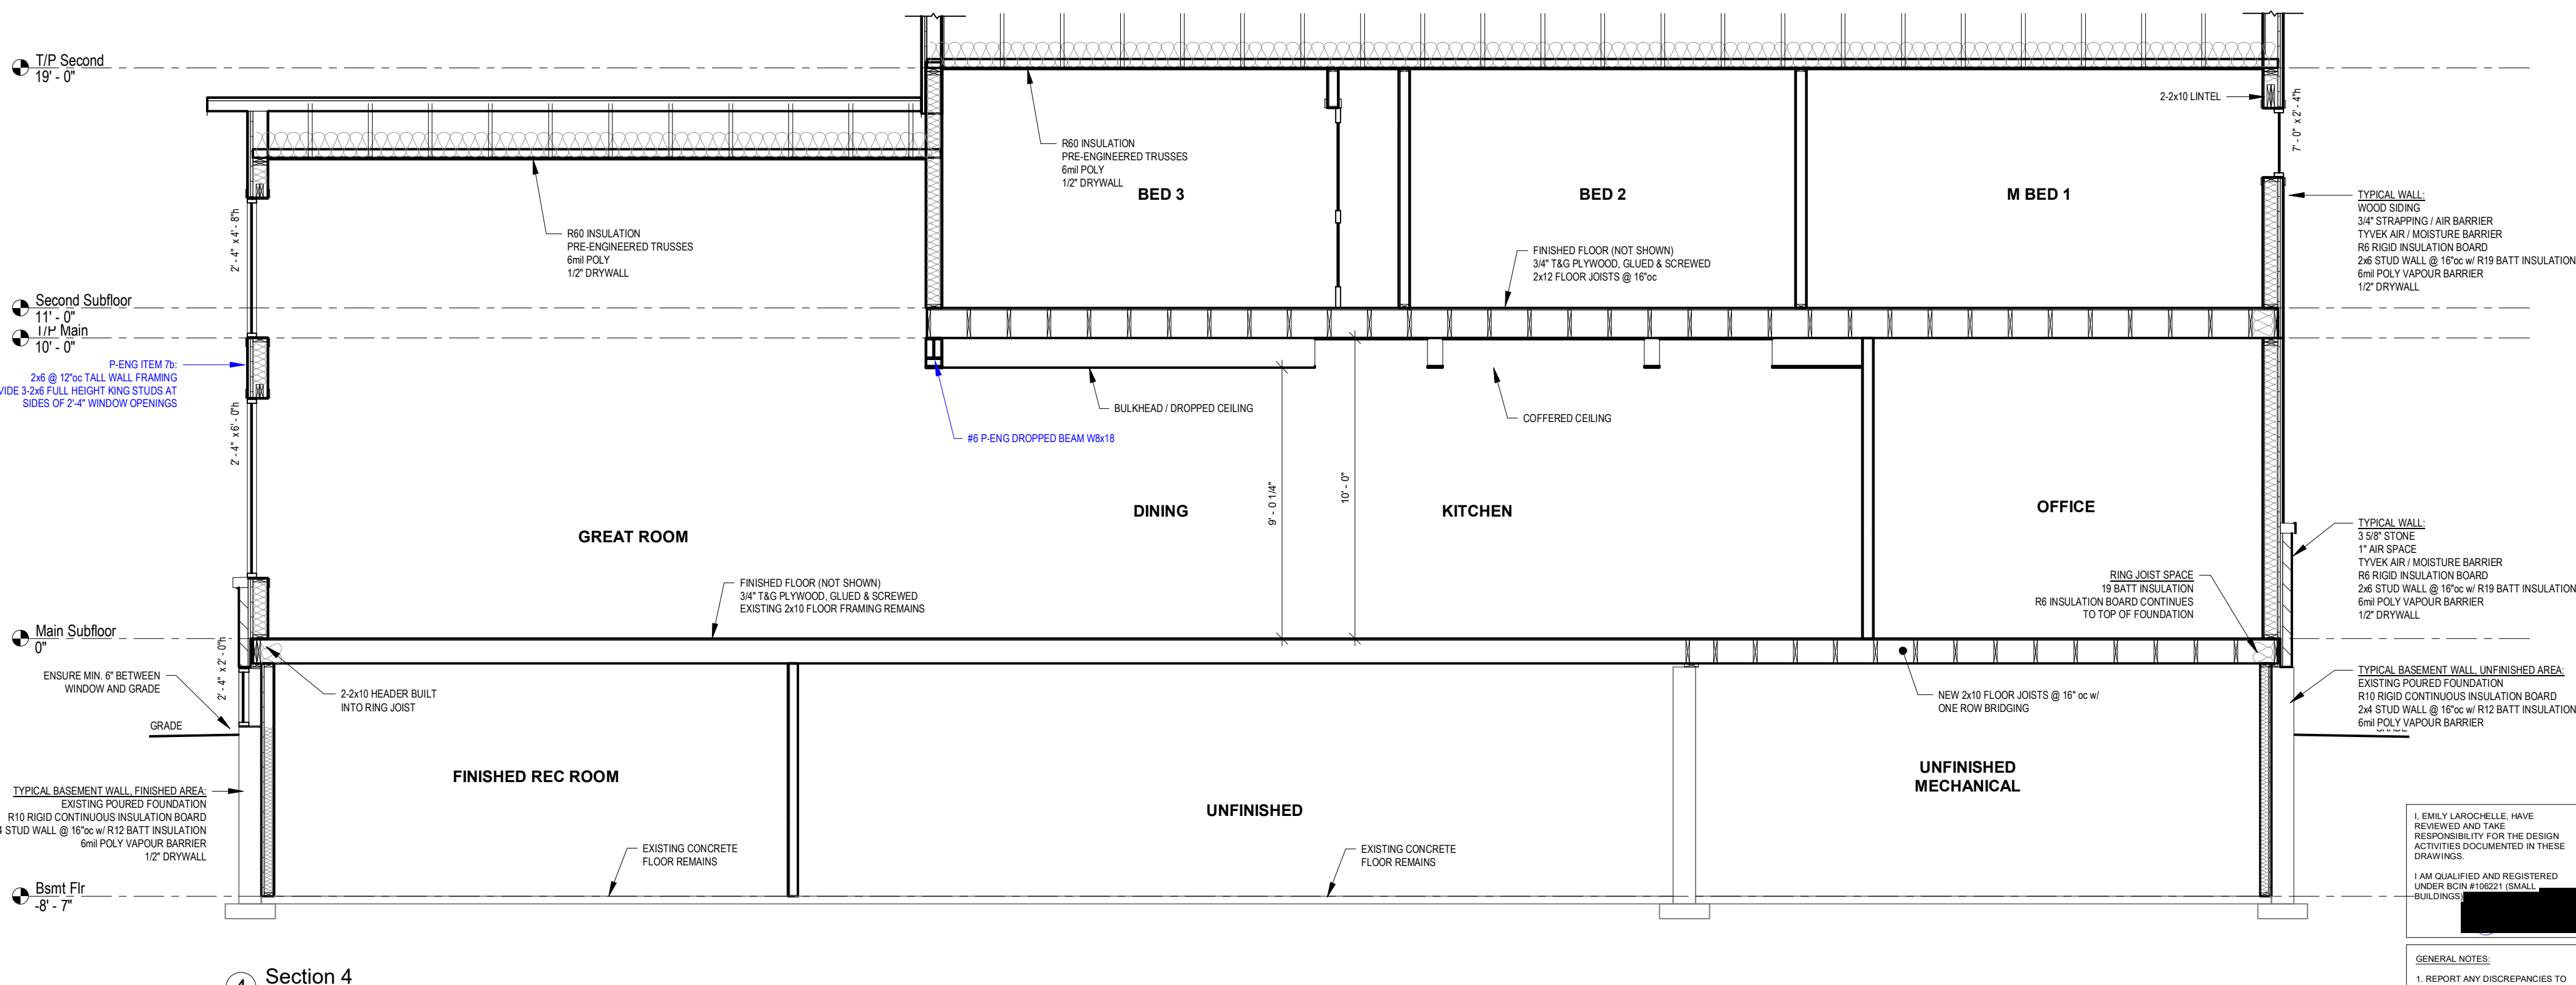 T/P Second
19' - 0"
Second Subfloor
11' - 0"
T/P Main
10' - 0"
Main Subfloor
0"
Bsmt Flr
-8' - 7"
2' - 4" x 4' - 8"h
2' - 4" x 6' - 0"h
2' - 4" x 2' - 0"h
P-ENG ITEM 7b:
2x6 @ 12"oc TALL WALL FRAMING
VIDE 3-2x6 FULL HEIGHT KING STUDS AT
SIDES OF 2'-4" WINDOW OPENINGS
ENSURE MIN. 6" BETWEEN
WINDOW AND GRADE
GRADE
TYPICAL BASEMENT WALL, FINISHED AREA:
EXISTING POURED FOUNDATION
R10 RIGID CONTINUOUS INSULATION BOARD
4 STUD WALL @ 16"oc w/ R12 BATT INSULATION
6mil POLY VAPOUR BARRIER
1/2" DRYWALL
R60 INSULATION
PRE-ENGINEERED TRUSSES
6mil POLY
1/2" DRYWALL
R60 INSULATION
PRE-ENGINEERED TRUSSES
6mil POLY
1/2" DRYWALL
BED 3
BED 2
M BED 1
FINISHED FLOOR (NOT SHOWN)
3/4" T&G PLYWOOD, GLUED & SCREWED
2x12 FLOOR JOISTS @ 16"oc
2-2x10 LINTEL
7' - 0" x 2' - 4"h
BULKHEAD / DROPPED CEILING
#6 P-ENG DROPPED BEAM W8x18
COFFERED CEILING
9' - 0 1/4"
10' - 0"
GREAT ROOM
DINING
KITCHEN
OFFICE
FINISHED FLOOR (NOT SHOWN)
3/4" T&G PLYWOOD, GLUED & SCREWED
EXISTING 2x10 FLOOR FRAMING REMAINS
RING JOIST SPACE
19 BATT INSULATION
R6 INSULATION BOARD CONTINUES
TO TOP OF FOUNDATION
2-2x10 HEADER BUILT
INTO RING JOIST
NEW 2x10 FLOOR JOISTS @ 16" oc w/
ONE ROW BRIDGING
FINISHED REC ROOM
UNFINISHED
UNFINISHED
MECHANICAL
EXISTING CONCRETE
FLOOR REMAINS
EXISTING CONCRETE
FLOOR REMAINS
TYPICAL WALL:
WOOD SIDING
3/4" STRAPPING / AIR BARRIER
TYVEK AIR / MOISTURE BARRIER
R6 RIGID INSULATION BOARD
2x6 STUD WALL @ 16"oc w/ R19 BATT INSULATION
6mil POLY VAPOUR BARRIER
1/2" DRYWALL
TYPICAL WALL:
3 5/8" STONE
1" AIR SPACE
TYVEK AIR / MOISTURE BARRIER
R6 RIGID INSULATION BOARD
2x6 STUD WALL @ 16"oc w/ R19 BATT INSULATION
6mil POLY VAPOUR BARRIER
1/2" DRYWALL
TYPICAL BASEMENT WALL, UNFINISHED AREA:
EXISTING POURED FOUNDATION
R10 RIGID CONTINUOUS INSULATION BOARD
2x4 STUD WALL @ 16"oc w/ R12 BATT INSULATION
6mil POLY VAPOUR BARRIER
GRADE
I, EMILY LAROCHELLE, HAVE
REVIEWED AND TAKE
RESPONSIBILITY FOR THE DESIGN
ACTIVITIES DOCUMENTED IN THESE
DRAWINGS.
I AM QUALIFIED AND REGISTERED
UNDER BCIN #106221 (SMALL
BUILDINGS)
GENERAL NOTES:
1. REPORT ANY DISCREPANCIES TO
4
Section 4